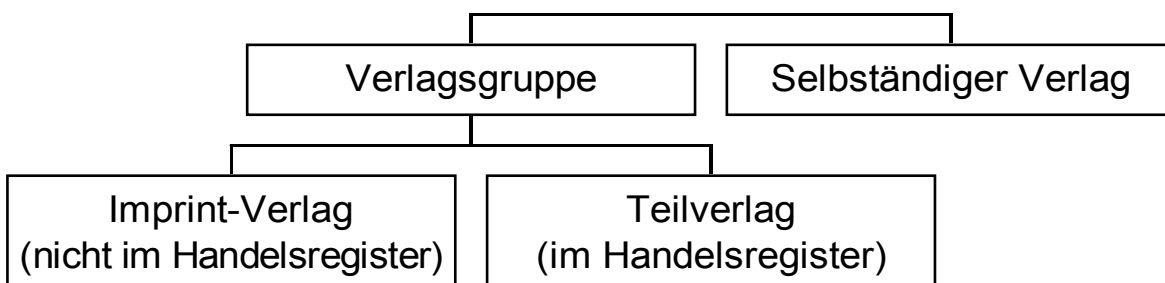 Verlagsgruppe
Selbständiger Verlag
Imprint-Verlag
(nicht im Handelsregister)
Teilverlag
(im Handelsregister)